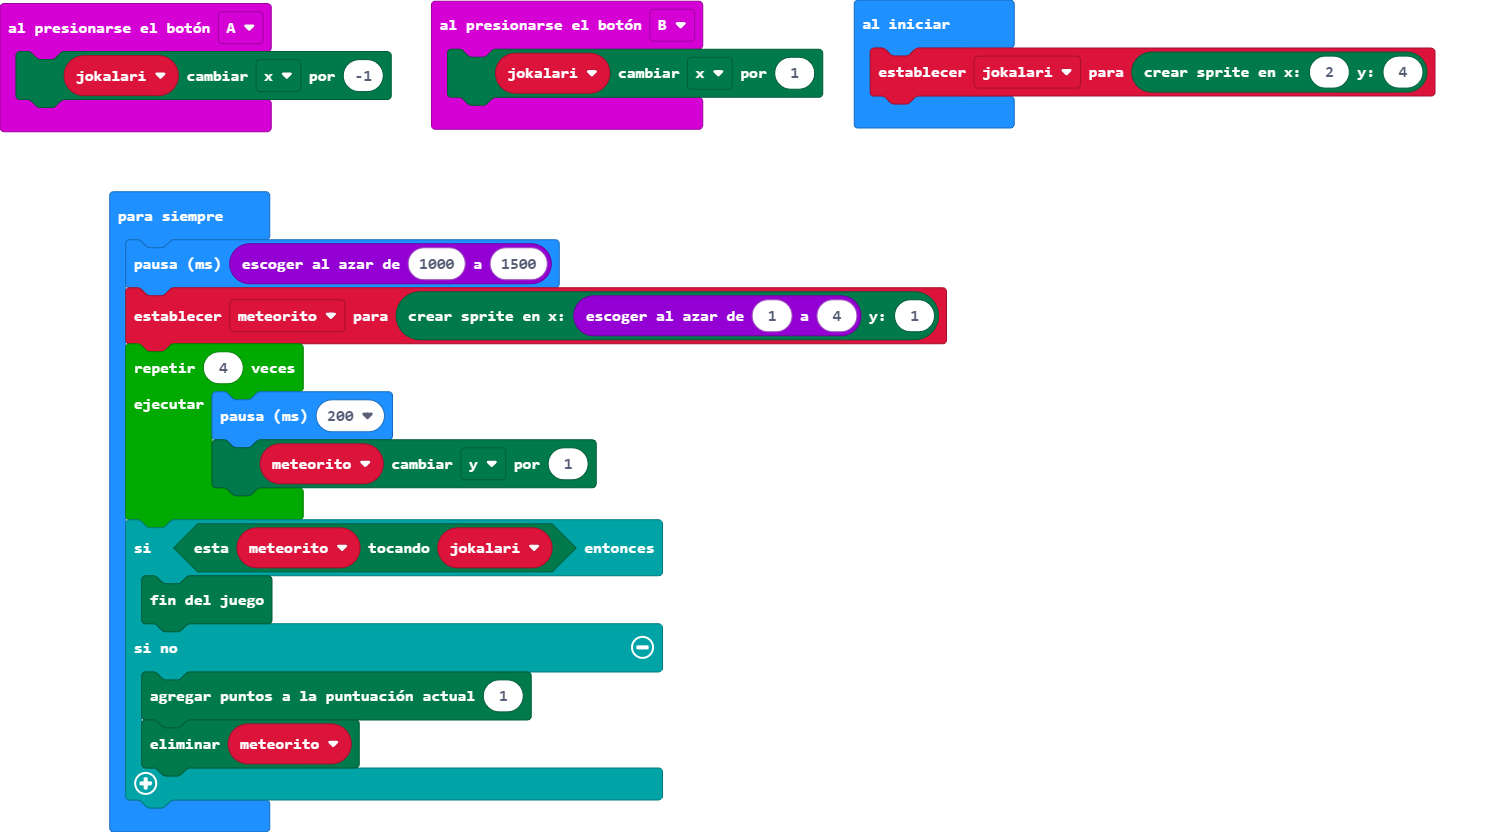 al presionarse el botón A
jokalari cambiar x por -1
al presionarse el botón B
jokalari cambiar x por 1
al iniciar
establecer jokalari para crear sprite en x: 2 y: 4
para siempre
pausa (ms) escoger al azar de 1000 a 1500
establecer meteorito para crear sprite en x: escoger al azar de 1 a 4 y: 1
repetir 4 veces
ejecutar
pausa (ms) 200
meteorito cambiar y por 1
si esta meteorito tocando jokalari entonces
fin del juego
si no
agregar puntos a la puntuación actual 1
eliminar meteorito